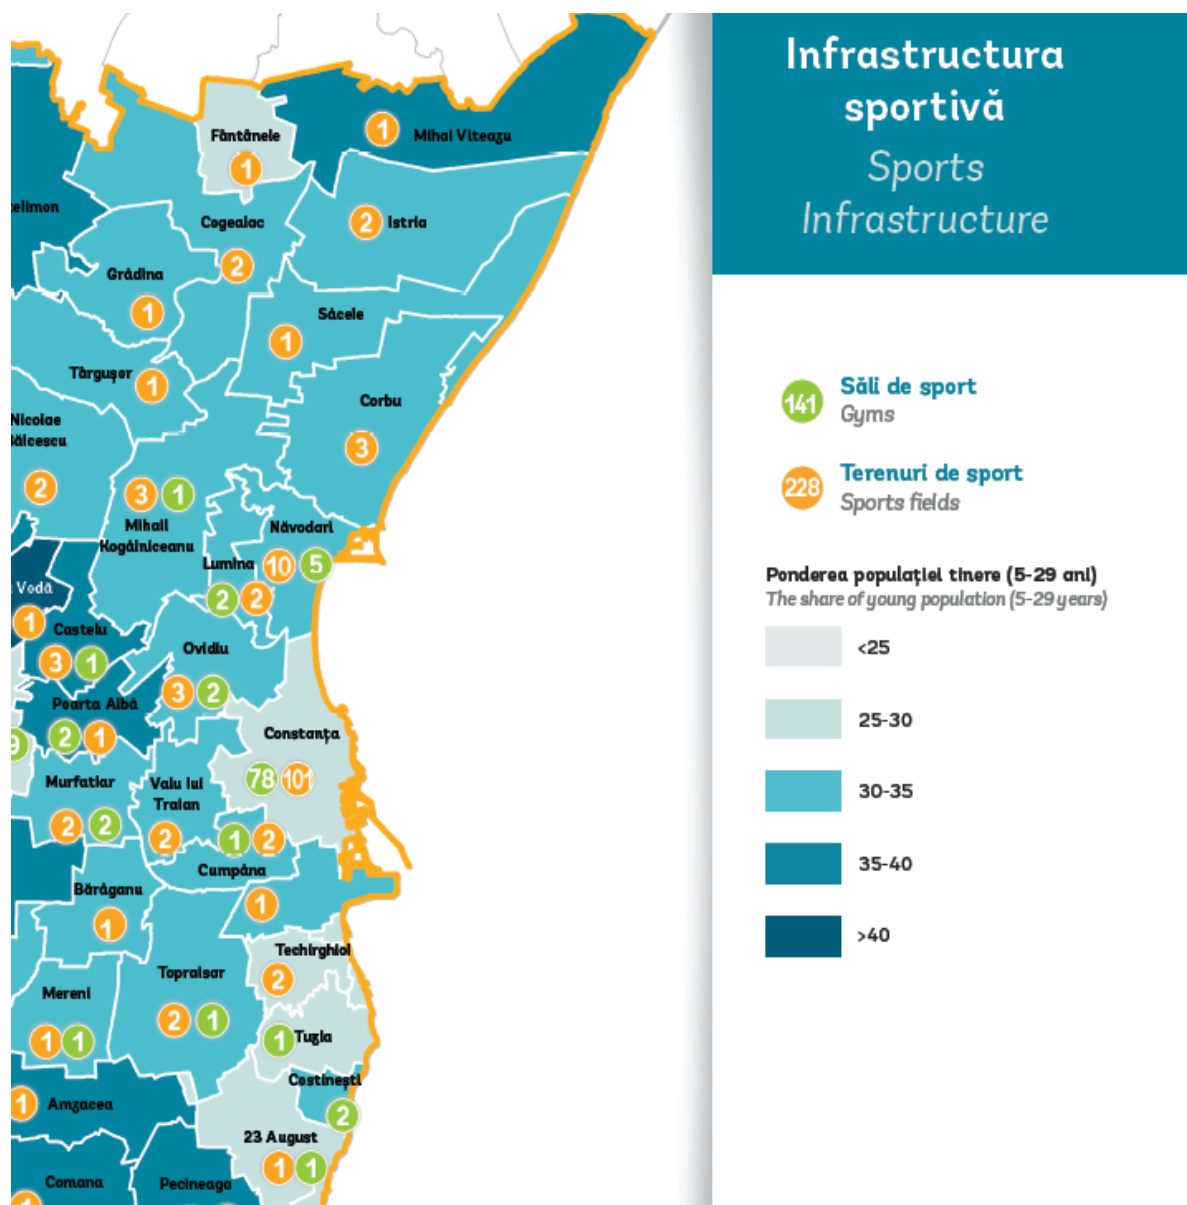 Infrastructura
sportivă
Sports
Infrastructure
141
Săli de sport
Gyms
228
Terenuri de sport
Sports fields
Ponderea populației tinere (5-29 ani)
The share of young population (5-29 years)
<25
25-30
30-35
35-40
>40
Fântânele
1
1
Mihai Viteazu
elimon
Cogealac
2
2
Istria
Grădina
1
Săcele
1
Târgușor
1
Corbu
3
Nicolae
Bălcescu
2
3
1
Mihail
Kogălniceanu
Năvodari
10
5
Lumina
2
2
Vodă
1
Castelu
3
1
Ovidiu
3
2
Poarta Albă
2
1
9
Constanța
78
101
Murfatlar
2
2
Valu lui
Traian
2
1
2
Cumpăna
Bărăganu
1
1
Techirghiol
2
Topraisar
2
1
Mereni
1
1
1
Tuzla
Costinești
2
1
Amzacea
23 August
1
1
Comana
1
Pecineaga